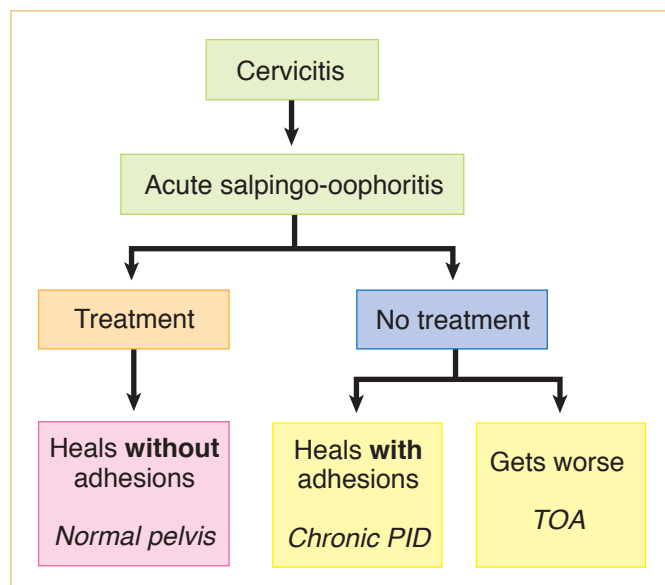 Cervicitis
Acute salpingo-oophoritis
Treatment
No treatment
Heals without
adhesions
Normal pelvis
Heals with
adhesions
Chronic PID
Gets worse
TOA